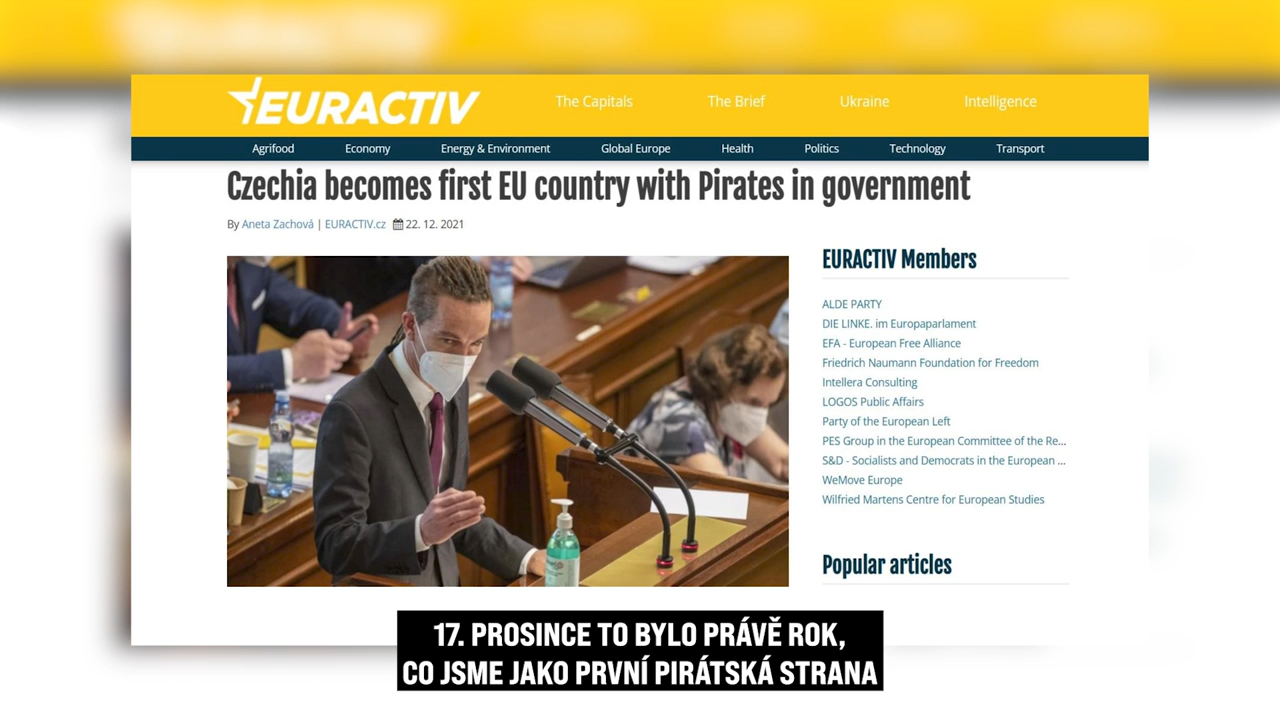 EURACTIV
The Capitals The Brief Ukraine Intelligence
Agrifood Economy Energy & Environment Global Europe Health Politics Technology Transport
Czechia becomes first EU country with Pirates in government
By Aneta Zachová | EURACTIV.cz 22. 12. 2021
EURACTIV Members
ALDE PARTY
DIE LINKE. im Europaparlament
EFA - European Free Alliance
Friedrich Naumann Foundation for Freedom
Intellera Consulting
LOGOS Public Affairs
Party of the European Left
PES Group in the European Committee of the Re...
S&D - Socialists and Democrats in the European ...
WeMove Europe
Wilfried Martens Centre for European Studies
Popular articles
17. PROSINCE TO BYLO PRÁVĚ ROK,
CO JSME JAKO PRVNÍ PIRÁTSKÁ STRANA